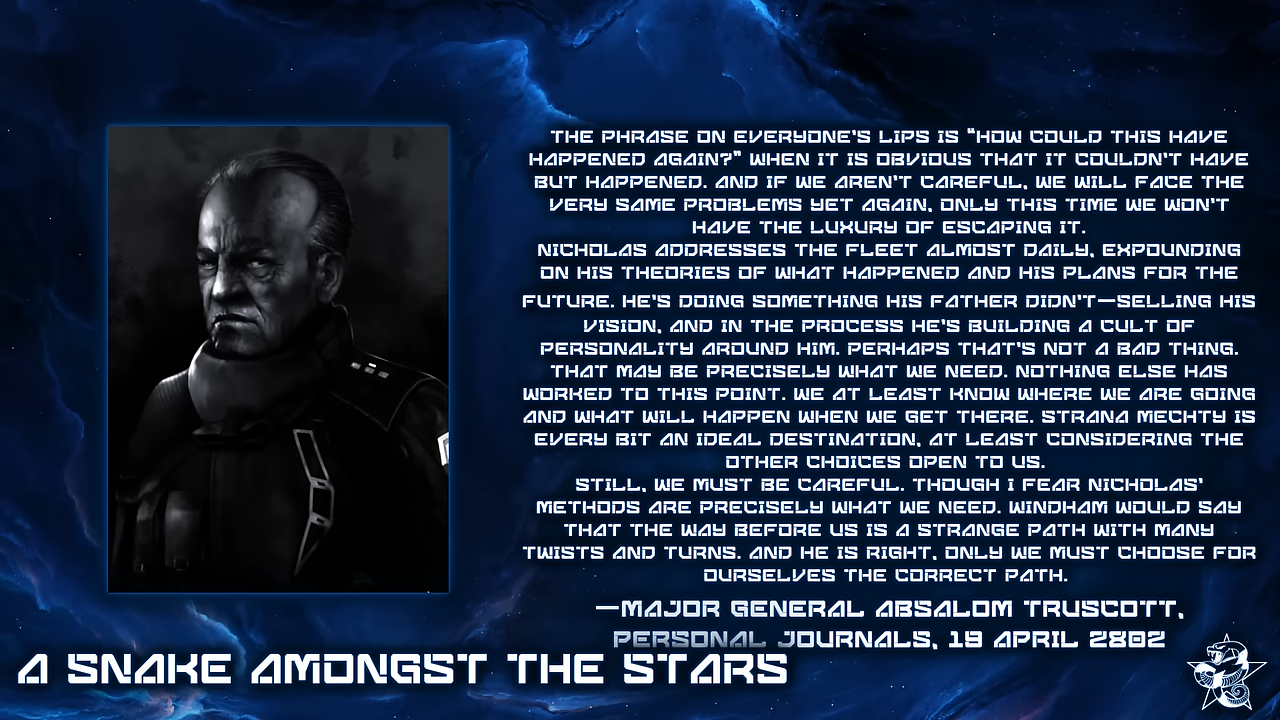 THE PHRASE ON EVERYONE'S LIPS IS "HOW COULD THIS HAVE
HAPPENED AGAIN?" WHEN IT IS OBVIOUS THAT IT COULDN'T HAVE
BUT HAPPENED. AND IF WE AREN'T CAREFUL, WE WILL FACE THE
VERY SAME PROBLEMS YET AGAIN, ONLY THIS TIME WE WON'T
HAVE THE LUXURY OF ESCAPING IT.
NICHOLAS ADDRESSES THE FLEET ALMOST DAILY, EXPOUNDING
ON HIS THEORIES OF WHAT HAPPENED AND HIS PLANS FOR THE
FUTURE. HE'S DOING SOMETHING HIS FATHER DIDN'T—SELLING HIS
VISION, AND IN THE PROCESS HE'S BUILDING A CULT OF
PERSONALITY AROUND HIM. PERHAPS THAT'S NOT A BAD THING.
THAT MAY BE PRECISELY WHAT WE NEED. NOTHING ELSE HAS
WORKED TO THIS POINT. WE AT LEAST KNOW WHERE WE ARE GOING
AND WHAT WILL HAPPEN WHEN WE GET THERE. STRANA MECHTY IS
EVERY BIT AN IDEAL DESTINATION, AT LEAST CONSIDERING THE
OTHER CHOICES OPEN TO US.
STILL, WE MUST BE CAREFUL. THOUGH I FEAR NICHOLAS'
METHODS ARE PRECISELY WHAT WE NEED. WINDHAM WOULD SAY
THAT THE WAY BEFORE US IS A STRANGE PATH WITH MANY
TWISTS AND TURNS. AND HE IS RIGHT, ONLY WE MUST CHOOSE FOR
OURSELVES THE CORRECT PATH.
—MAJOR GENERAL ABSALOM TRUSCOTT,
PERSONAL JOURNALS, 19 APRIL 2802
A SNAKE AMONGST THE STARS